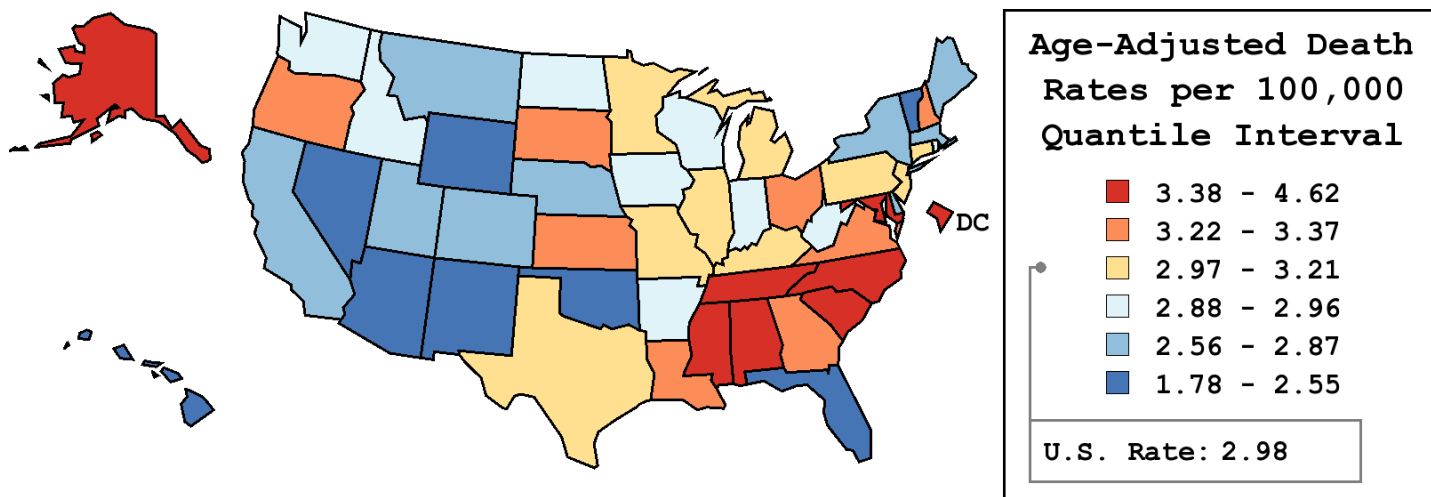 DC
Age-Adjusted Death
Rates per 100,000
Quantile Interval
3.38 - 4.62
3.22 - 3.37
2.97 - 3.21
2.88 - 2.96
2.56 - 2.87
1.78 - 2.55
U.S. Rate: 2.98